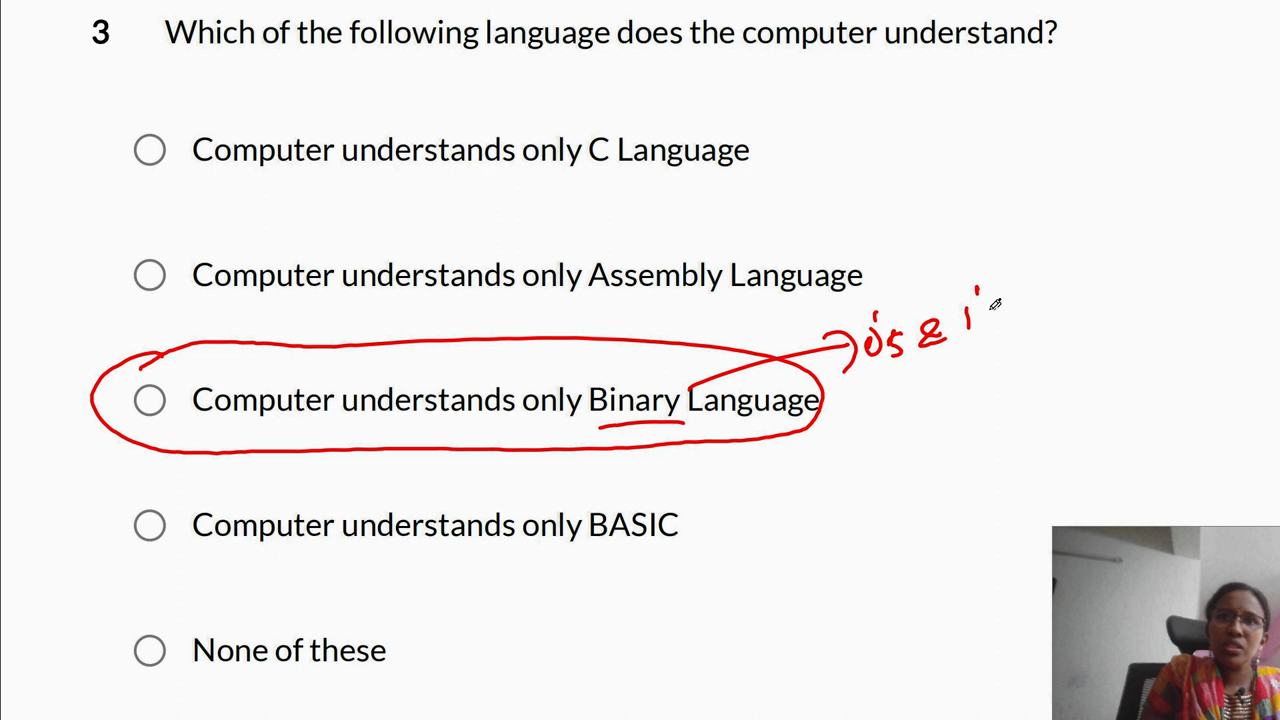 3 Which of the following language does the computer understand?
Computer understands only C Language
Computer understands only Assembly Language
0's & 1'
Computer understands only Binary Language
Computer understands only BASIC
None of these